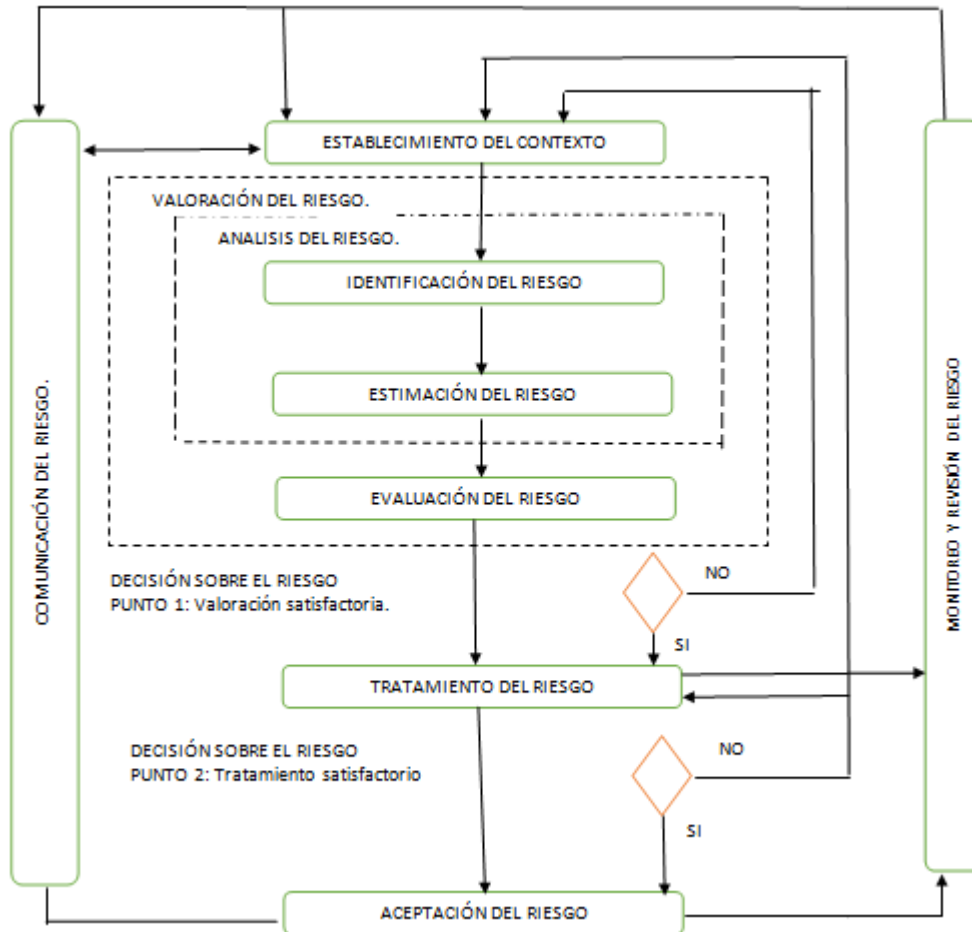 ESTABLECIMIENTO DEL CONTEXTO
VALORACIÓN DEL RIESGO.
ANALISIS DEL RIESGO.
IDENTIFICACIÓN DEL RIESGO
ESTIMACIÓN DEL RIESGO
EVALUACIÓN DEL RIESGO
COMUNICACIÓN DEL RIESGO.
MONITOREO Y REVISIÓN DEL RIESGO
DECISIÓN SOBRE EL RIESGO
PUNTO 1: Valoración satisfactoria.
NO
SI
TRATAMIENTO DEL RIESGO
DECISIÓN SOBRE EL RIESGO
PUNTO 2: Tratamiento satisfactorio
NO
SI
ACEPTACIÓN DEL RIESGO